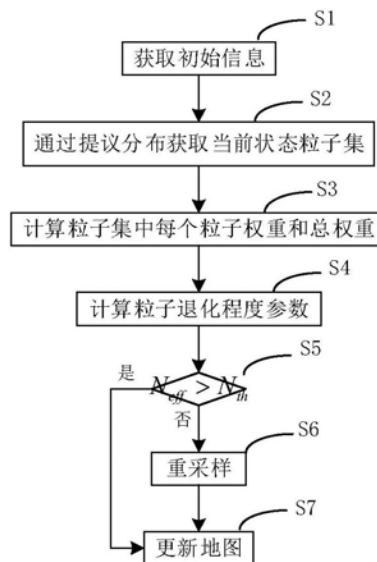 S1
获取初始信息
S2
通过提议分布获取当前状态粒子集
S3
计算粒子集中每个粒子权重和总权重
S4
计算粒子退化程度参数
S5
是
N_eff > N_th
否
S6
重采样
S7
更新地图